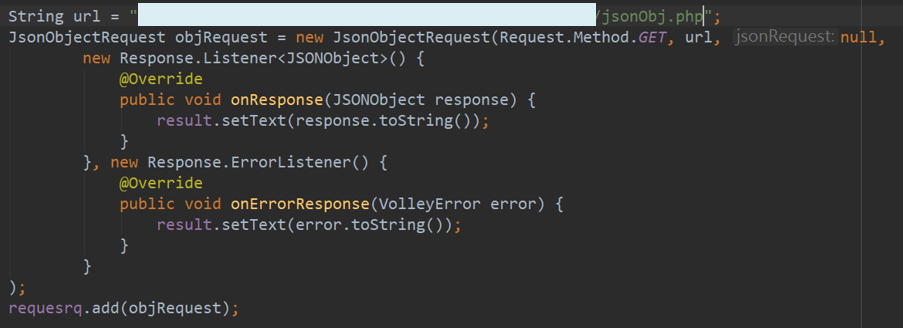 String url = "/jsonObj.php";
JsonObjectRequest objRequest = new JsonObjectRequest(Request.Method.GET, url, jsonRequest: null,
new Response.Listener<JSONObject>() {
@Override
public void onResponse(JSONObject response) {
result.setText(response.toString());
}
}, new Response.ErrorListener() {
@Override
public void onErrorResponse(VolleyError error) {
result.setText(error.toString());
}
}
);
requesrq.add(objRequest);